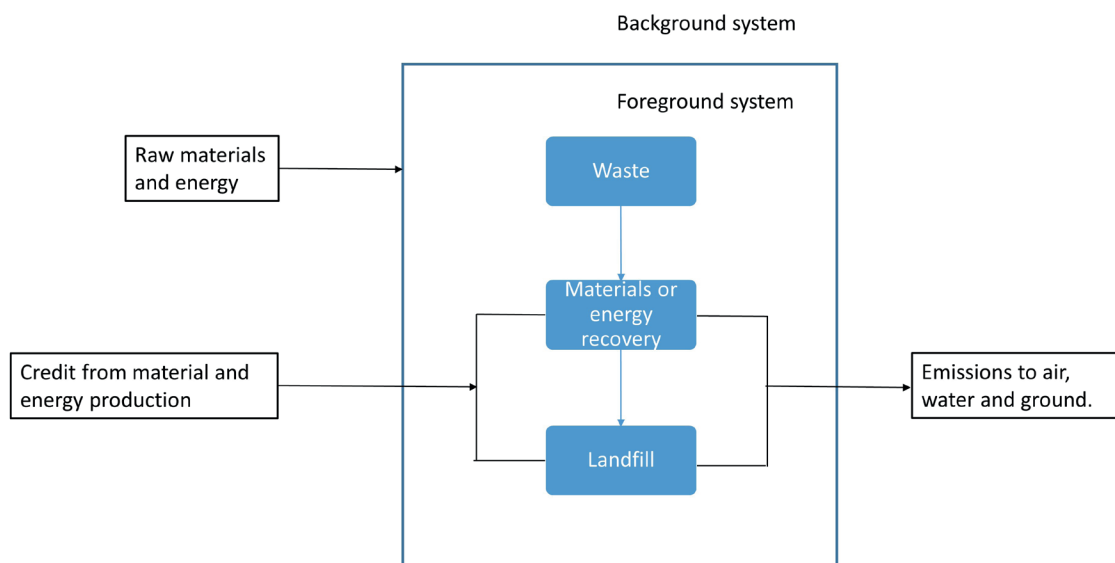 Background system
Foreground system
Raw materials
and energy
Waste
Materials or
energy
recovery
Credit from material and
energy production
Emissions to air,
water and ground.
Landfill